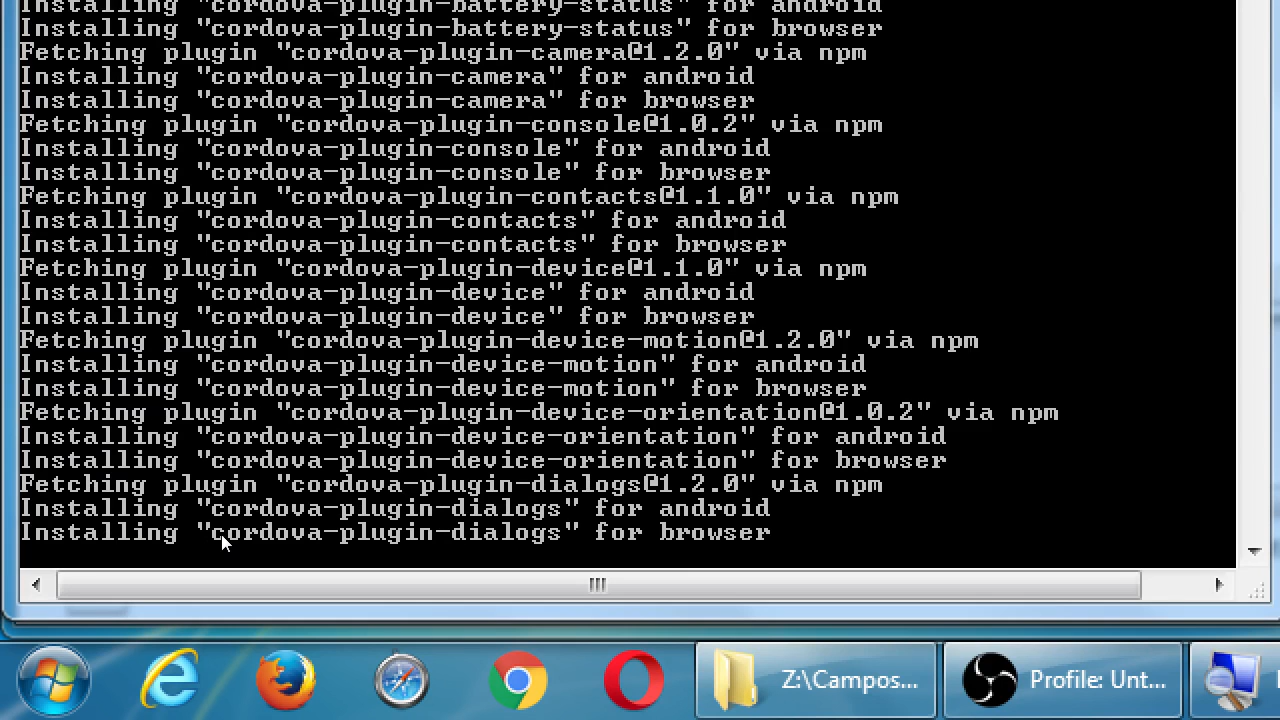 Installing "cordova-plugin-battery-status" for android
Installing "cordova-plugin-battery-status" for browser
Fetching plugin "cordova-plugin-camera@1.2.0" via npm
Installing "cordova-plugin-camera" for android
Installing "cordova-plugin-camera" for browser
Fetching plugin "cordova-plugin-console@1.0.2" via npm
Installing "cordova-plugin-console" for android
Installing "cordova-plugin-console" for browser
Fetching plugin "cordova-plugin-contacts@1.1.0" via npm
Installing "cordova-plugin-contacts" for android
Installing "cordova-plugin-contacts" for browser
Fetching plugin "cordova-plugin-device@1.1.0" via npm
Installing "cordova-plugin-device" for android
Installing "cordova-plugin-device" for browser
Fetching plugin "cordova-plugin-device-motion@1.2.0" via npm
Installing "cordova-plugin-device-motion" for android
Installing "cordova-plugin-device-motion" for browser
Fetching plugin "cordova-plugin-device-orientation@1.0.2" via npm
Installing "cordova-plugin-device-orientation" for android
Installing "cordova-plugin-device-orientation" for browser
Fetching plugin "cordova-plugin-dialogs@1.2.0" via npm
Installing "cordova-plugin-dialogs" for android
Installing "cordova-plugin-dialogs" for browser
Z:\Campos...
Profile: Unt...